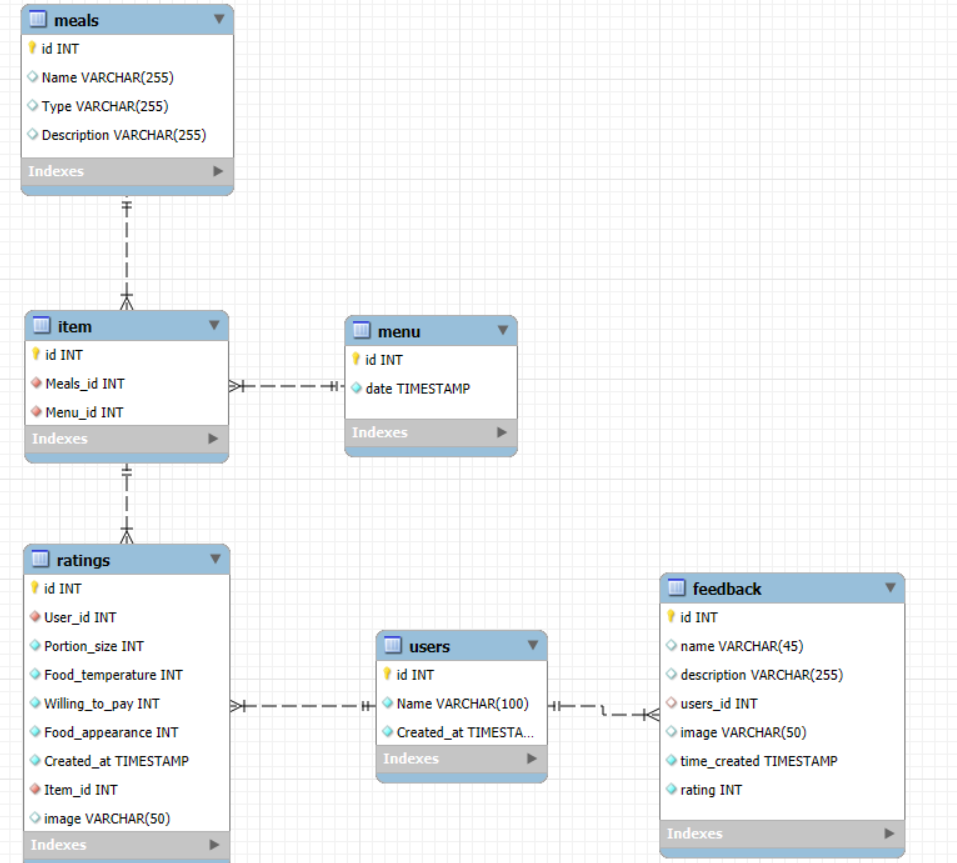 meals
id INT
Name VARCHAR(255)
Type VARCHAR(255)
Description VARCHAR(255)
Indexes
item
id INT
Meals_id INT
Menu_id INT
Indexes
menu
id INT
date TIMESTAMP
Indexes
ratings
id INT
User_id INT
Portion_size INT
Food_temperature INT
Willing_to_pay INT
Food_appearance INT
Created_at TIMESTAMP
Item_id INT
image VARCHAR(50)
Indexes
users
id INT
Name VARCHAR(100)
Created_at TIMESTA...
Indexes
feedback
id INT
name VARCHAR(45)
description VARCHAR(255)
users_id INT
image VARCHAR(50)
time_created TIMESTAMP
rating INT
Indexes